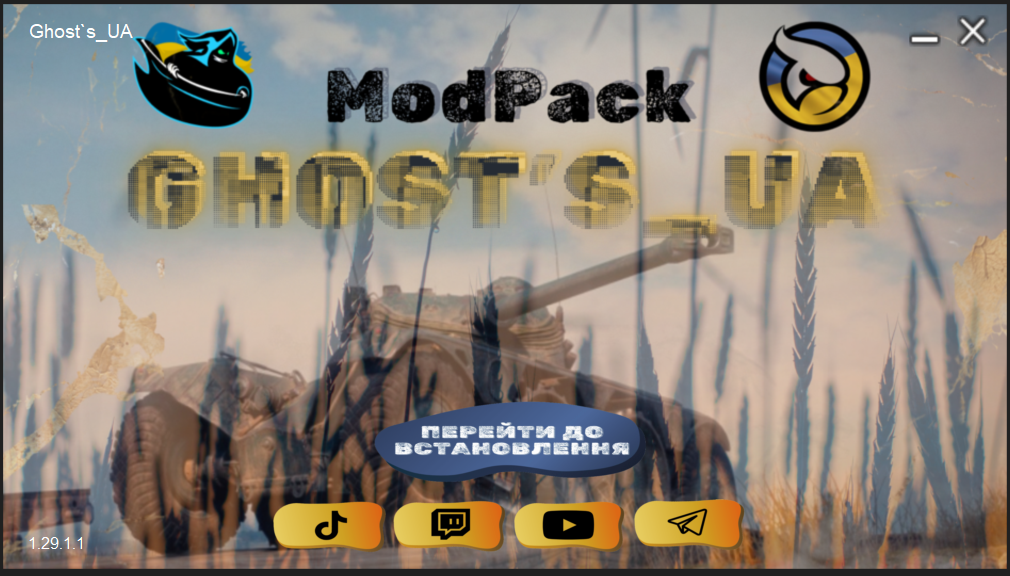 Ghost`s_UA
ModPack
GHOST'S_UA
ПЕРЕЙТИ ДО
ВСТАНОВЛЕННЯ
1.29.1.1